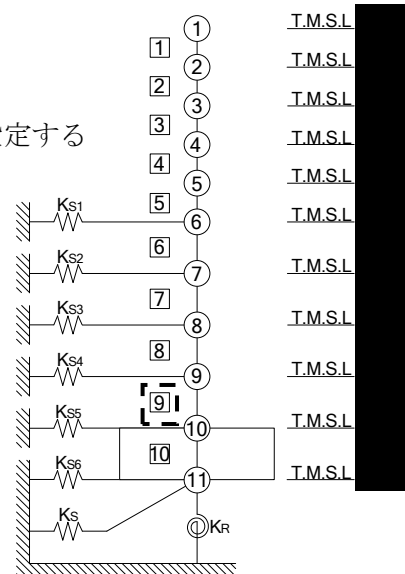 ① T.M.S.L
1
② T.M.S.L
2
③ T.M.S.L
3
定する
④ T.M.S.L
4
⑤ T.M.S.L
5
KS1 ⑥ T.M.S.L
6
KS2 ⑦ T.M.S.L
7
KS3 ⑧ T.M.S.L
8
KS4 ⑨ T.M.S.L
9
KS5 ⑩ T.M.S.L
10
KS6 ⑪ T.M.S.L
KS
KR